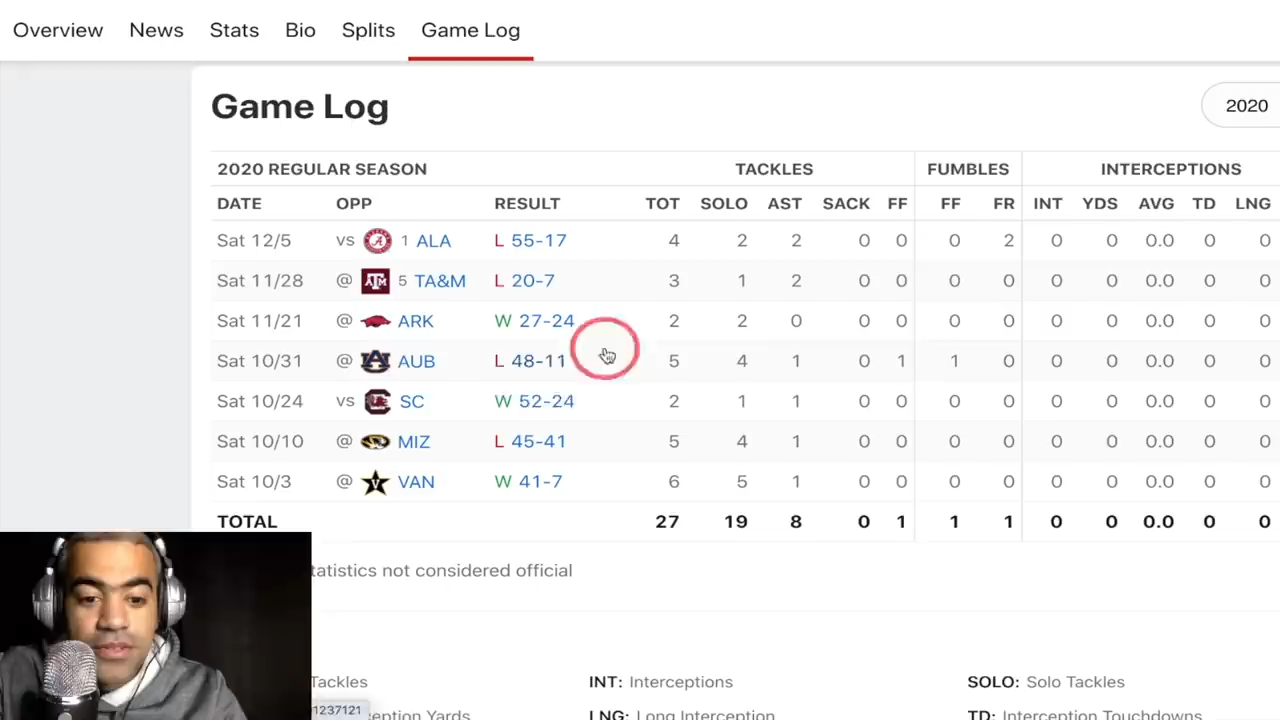 Overview News Stats Bio Splits Game Log
Game Log
2020
2020 REGULAR SEASON TACKLES FUMBLES INTERCEPTIONS
DATE OPP RESULT TOT SOLO AST SACK FF FF FR INT YDS AVG TD LNG
Sat 12/5 vs 1 ALA L 55-17 4 2 2 0 0 0 2 0 0 0.0 0 0
Sat 11/28 @ 5 TA&M L 20-7 3 1 2 0 0 0 0 0 0 0.0 0 0
Sat 11/21 @ ARK W 27-24 2 2 0 0 0 0 0 0 0 0.0 0 0
Sat 10/31 @ AUB L 48-11 5 4 1 0 1 1 0 0 0 0.0 0 0
Sat 10/24 vs SC W 52-24 2 1 1 0 0 0 0 0 0 0.0 0 0
Sat 10/10 @ MIZ L 45-41 5 4 1 0 0 0 0 0 0 0.0 0 0
Sat 10/3 @ VAN W 41-7 6 5 1 0 0 0 0 0 0 0.0 0 0
TOTAL 27 19 8 0 1 1 1 0 0 0.0 0 0
tatistics not considered official
Tackles INT: Interceptions SOLO: Solo Tackles
1237121
ception Yards LNG: Long Interception TD: Interception Touchdowns